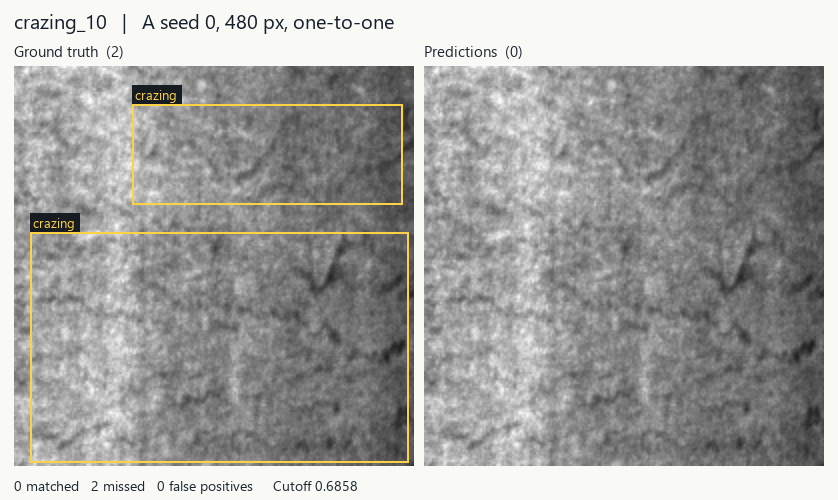 crazing_10   |   A seed 0, 480 px, one-to-one
Ground truth  (2)
Predictions  (0)
crazing
crazing
0 matched   2 missed   0 false positives      Cutoff 0.6858